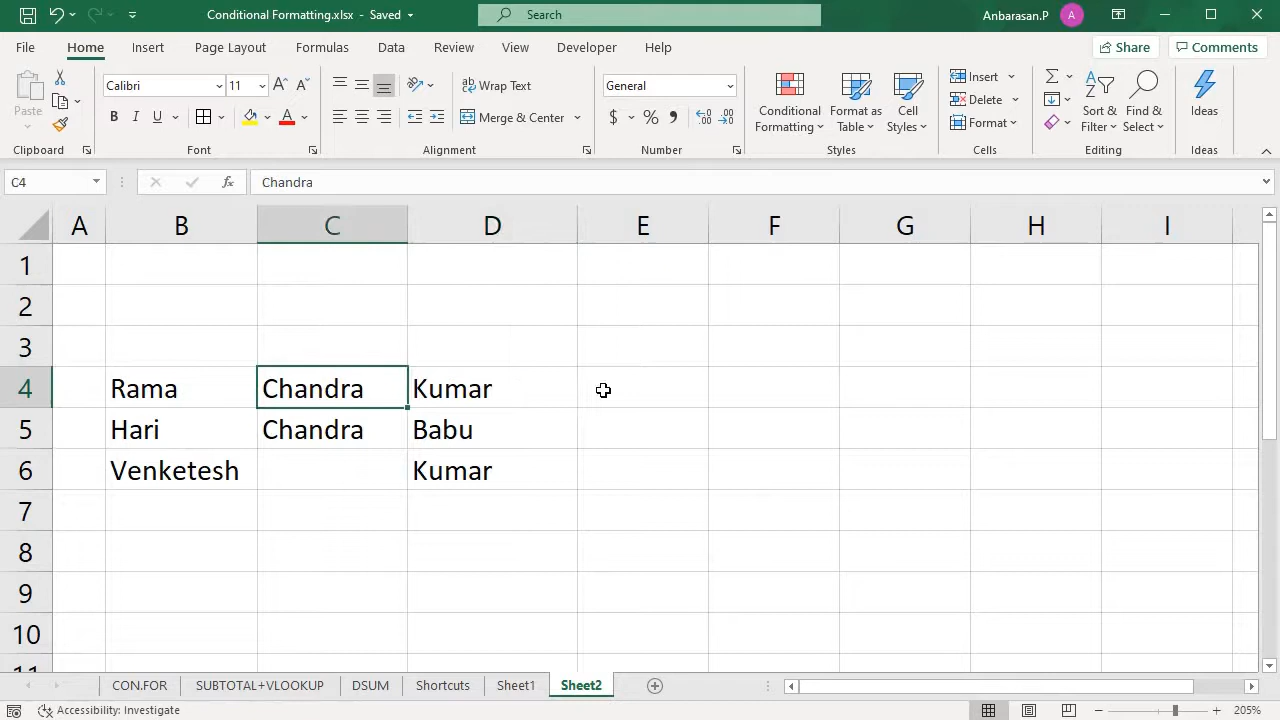 Conditional Formatting.xlsx - Saved
Search
Anbarasan.P A
File Home Insert Page Layout Formulas Data Review View Developer Help Share Comments
Paste
Calibri 11
B I U
Wrap Text
Merge & Center
General
$ % ,
Conditional Formatting
Format as Table
Cell Styles
Insert
Delete
Format
Sort & Filter
Find & Select
Ideas
Clipboard Font Alignment Number Styles Cells Editing Ideas
C4 fx Chandra
A B C D E F G H I
1
2
3
4 Rama Chandra Kumar
5 Hari Chandra Babu
6 Venketesh Kumar
7
8
9
10
11
CON.FOR SUBTOTAL+VLOOKUP DSUM Shortcuts Sheet1 Sheet2
Accessibility: Investigate 205%